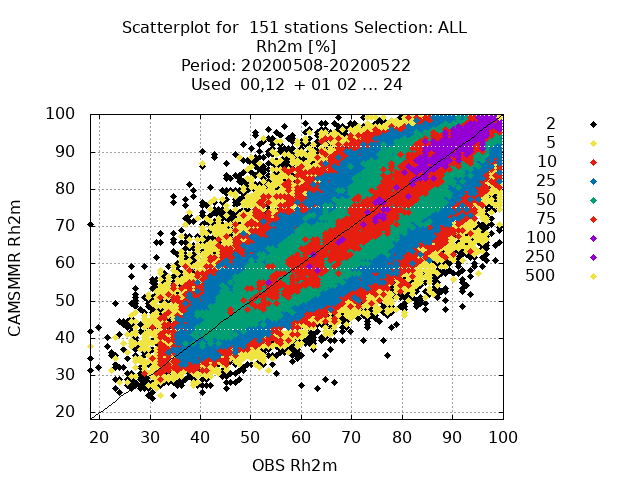 Scatterplot for  151 stations Selection: ALL
Rh2m [%]
Period: 20200508-20200522
Used  00,12  + 01 02 ... 24
CAMSMMR Rh2m
100
90
80
70
60
50
40
30
20
20 30 40 50 60 70 80 90 100
OBS Rh2m
2
5
10
25
50
75
100
250
500